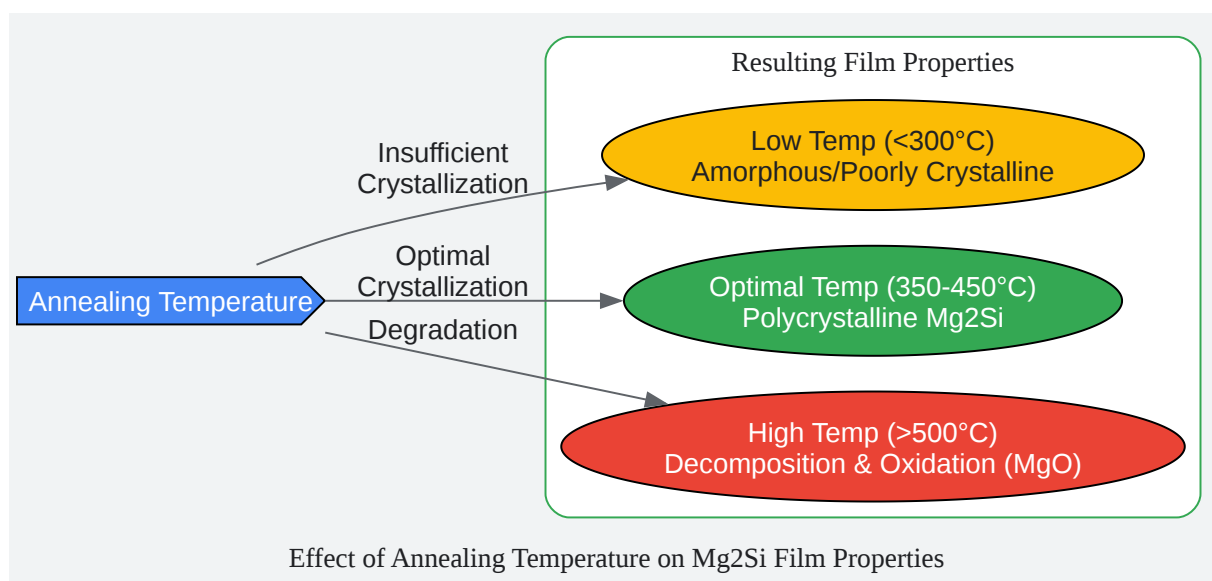 Resulting Film Properties
Insufficient
Crystallization
Low Temp (<300°C)
Amorphous/Poorly Crystalline
Annealing Temperature
Optimal
Crystallization
Optimal Temp (350-450°C)
Polycrystalline Mg2Si
Degradation
High Temp (>500°C)
Decomposition & Oxidation (MgO)
Effect of Annealing Temperature on Mg2Si Film Properties